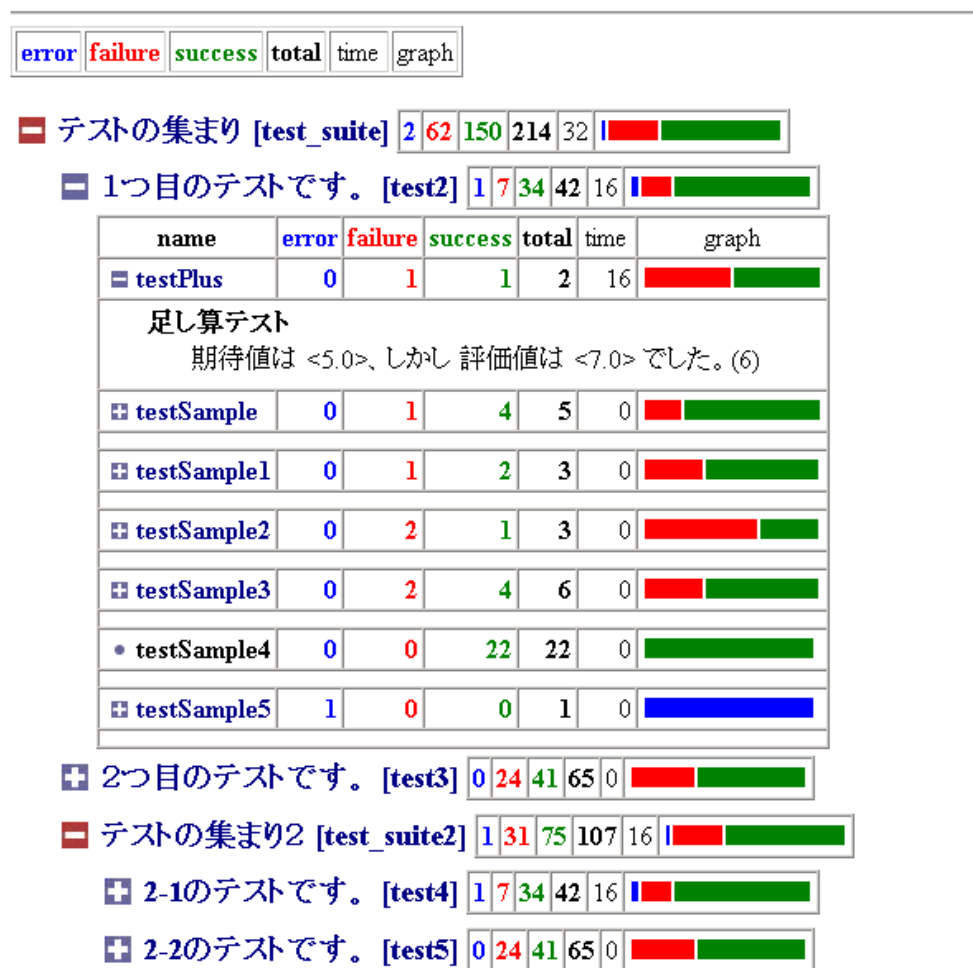 error failure success total time graph
テストの集まり [test_suite] 2 62 150 214 32
1つ目のテストです。 [test2] 1 7 34 42 16
name error failure success total time graph
testPlus 0 1 1 2 16
足し算テスト
期待値は <5.0>、しかし 評価値は <7.0> でした。(6)
testSample 0 1 4 5 0
testSample1 0 1 2 3 0
testSample2 0 2 1 3 0
testSample3 0 2 4 6 0
testSample4 0 0 22 22 0
testSample5 1 0 0 1 0
2つ目のテストです。 [test3] 0 24 41 65 0
テストの集まり2 [test_suite2] 1 31 75 107 16
2-1のテストです。 [test4] 1 7 34 42 16
2-2のテストです。 [test5] 0 24 41 65 0